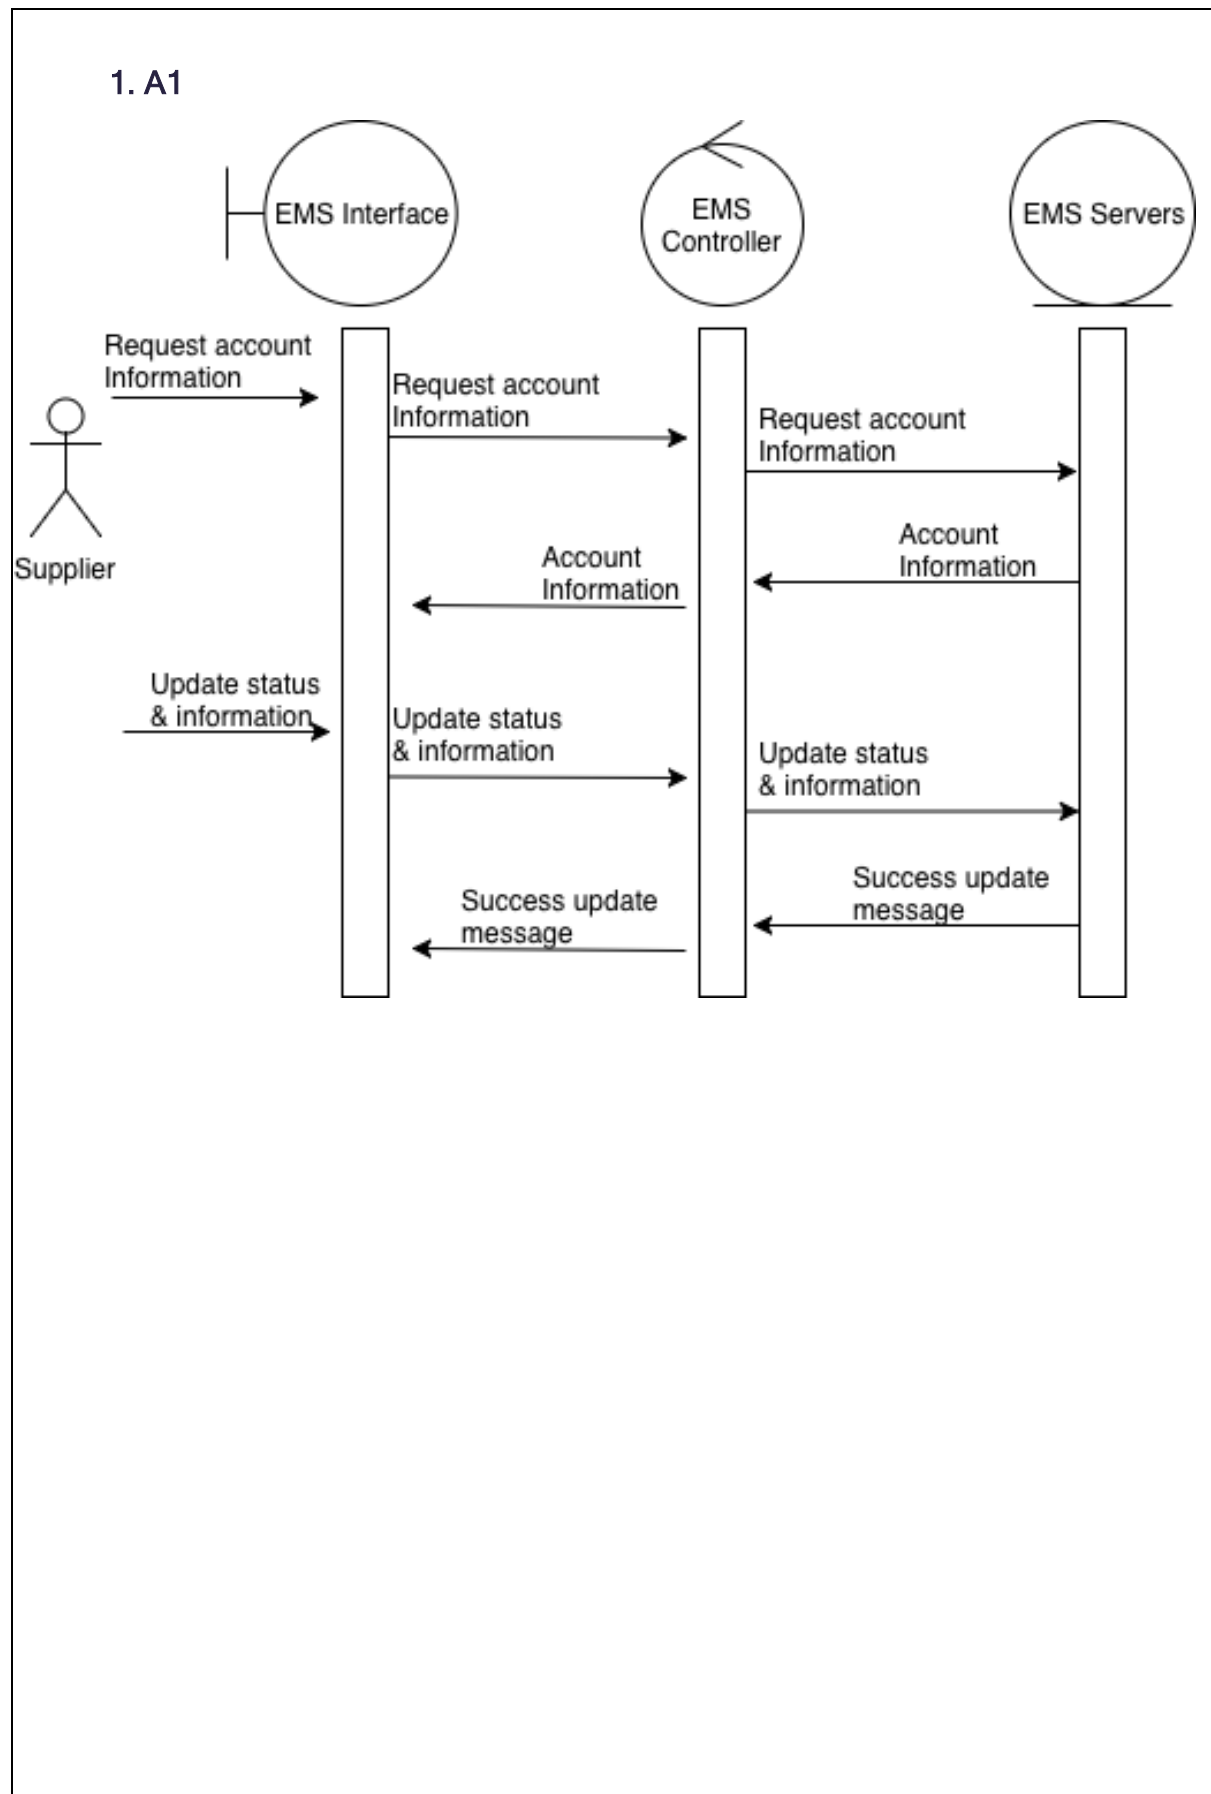 1. A1
EMS Interface
EMS
Controller
EMS Servers
Request account
Information
Request account
Information
Request account
Information
Supplier
Account
Information
Account
Information
Update status
& information
Update status
& information
Update status
& information
Success update
message
Success update
message